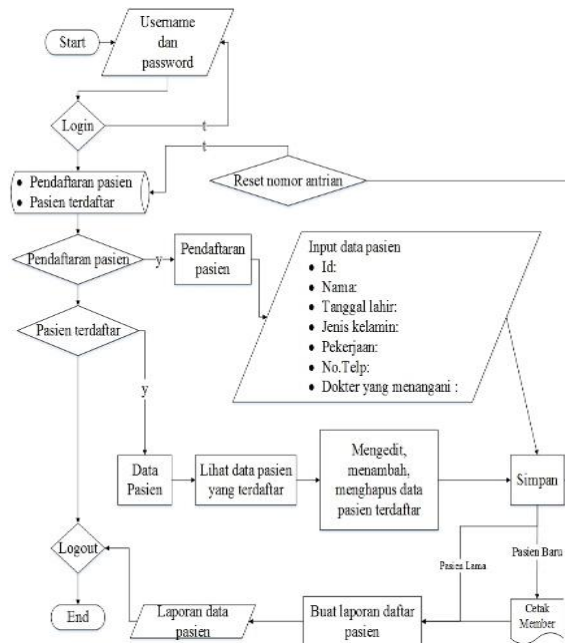 Username
dan
password
Start
Login
t
t
• Pendaftaran pasien
• Pasien terdaftar
Reset nomor antrian
Pendaftaran pasien
y
Pendaftaran
pasien
Input data pasien
• Id:
• Nama:
• Tanggal lahir:
• Jenis kelamin:
• Pekerjaan:
• No.Telp:
• Dokter yang menangani :
Pasien terdaftar
y
Data
Pasien
Lihat data pasien
yang terdaftar
Mengedit,
menambah,
menghapus data
pasien terdaftar
Simpan
Logout
Pasien Lama
Pasien Baru
End
Laporan data
pasien
Buat laporan daftar
pasien
Cetak
Member